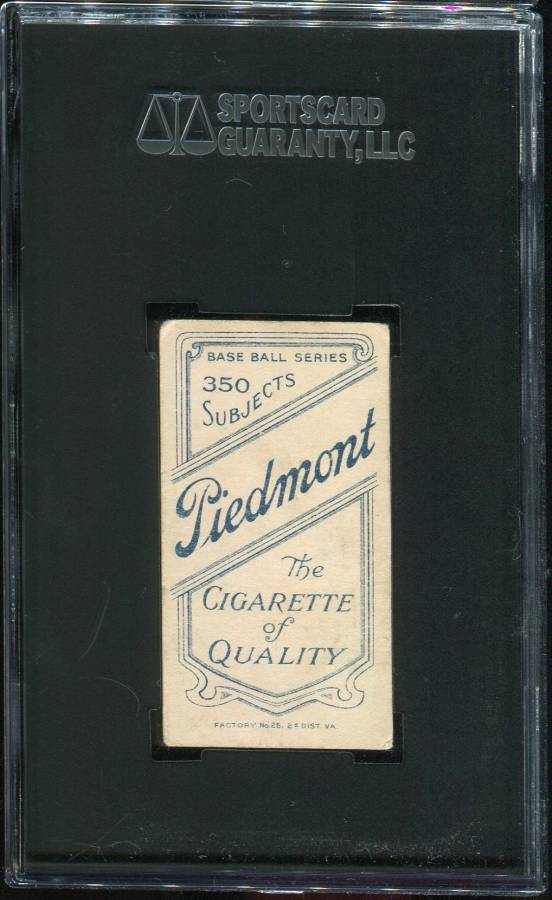 SPORTSCARD
GUARANTY, LLC
BASE BALL SERIES
350
SUBJECTS
Piedmont
The
CIGARETTE
of
QUALITY
FACTORY No 25. 2D DIST. VA.